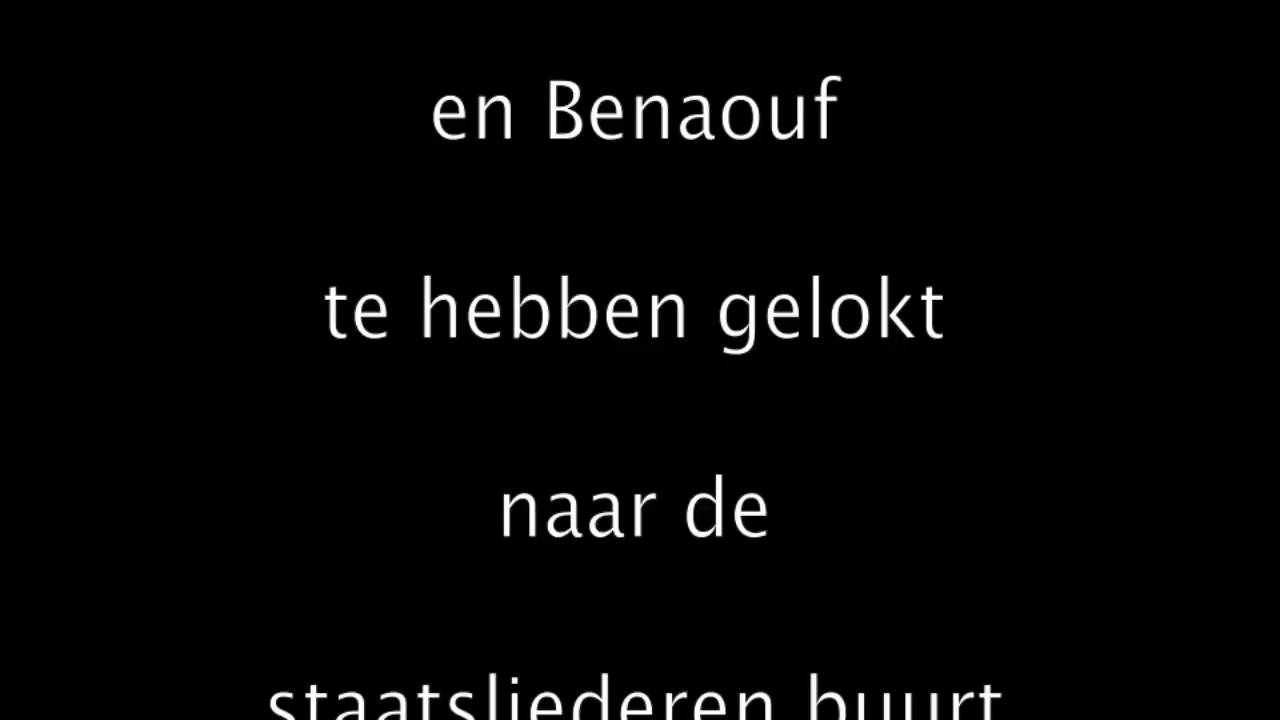 en Benaouf
te hebben gelokt
naar de
staatsliederen buurt